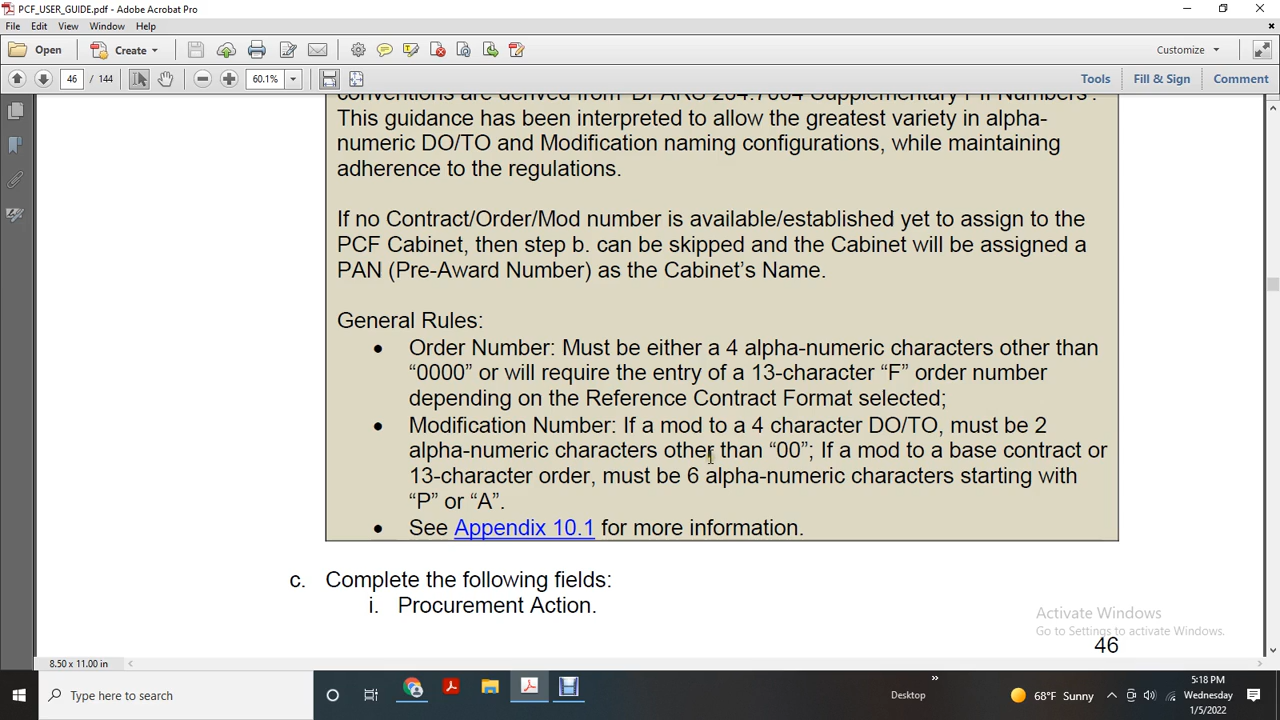 PCF_USER_GUIDE.pdf - Adobe Acrobat Pro
File Edit View Window Help
Open Create Customize
46 / 144 60.1% Tools Fill & Sign Comment
This guidance has been interpreted to allow the greatest variety in alpha-
numeric DO/TO and Modification naming configurations, while maintaining
adherence to the regulations.
If no Contract/Order/Mod number is available/established yet to assign to the
PCF Cabinet, then step b. can be skipped and the Cabinet will be assigned a
PAN (Pre-Award Number) as the Cabinet's Name.
General Rules:
• Order Number: Must be either a 4 alpha-numeric characters other than
“0000” or will require the entry of a 13-character “F” order number
depending on the Reference Contract Format selected;
• Modification Number: If a mod to a 4 character DO/TO, must be 2
alpha-numeric characters other than “00”; If a mod to a base contract or
13-character order, must be 6 alpha-numeric characters starting with
“P” or “A”.
• See Appendix 10.1 for more information.
c. Complete the following fields:
i. Procurement Action.
Activate Windows
Go to Settings to activate Windows.
46
8.50 x 11.00 in
Type here to search
Desktop
68°F Sunny
5:18 PM
Wednesday
1/5/2022